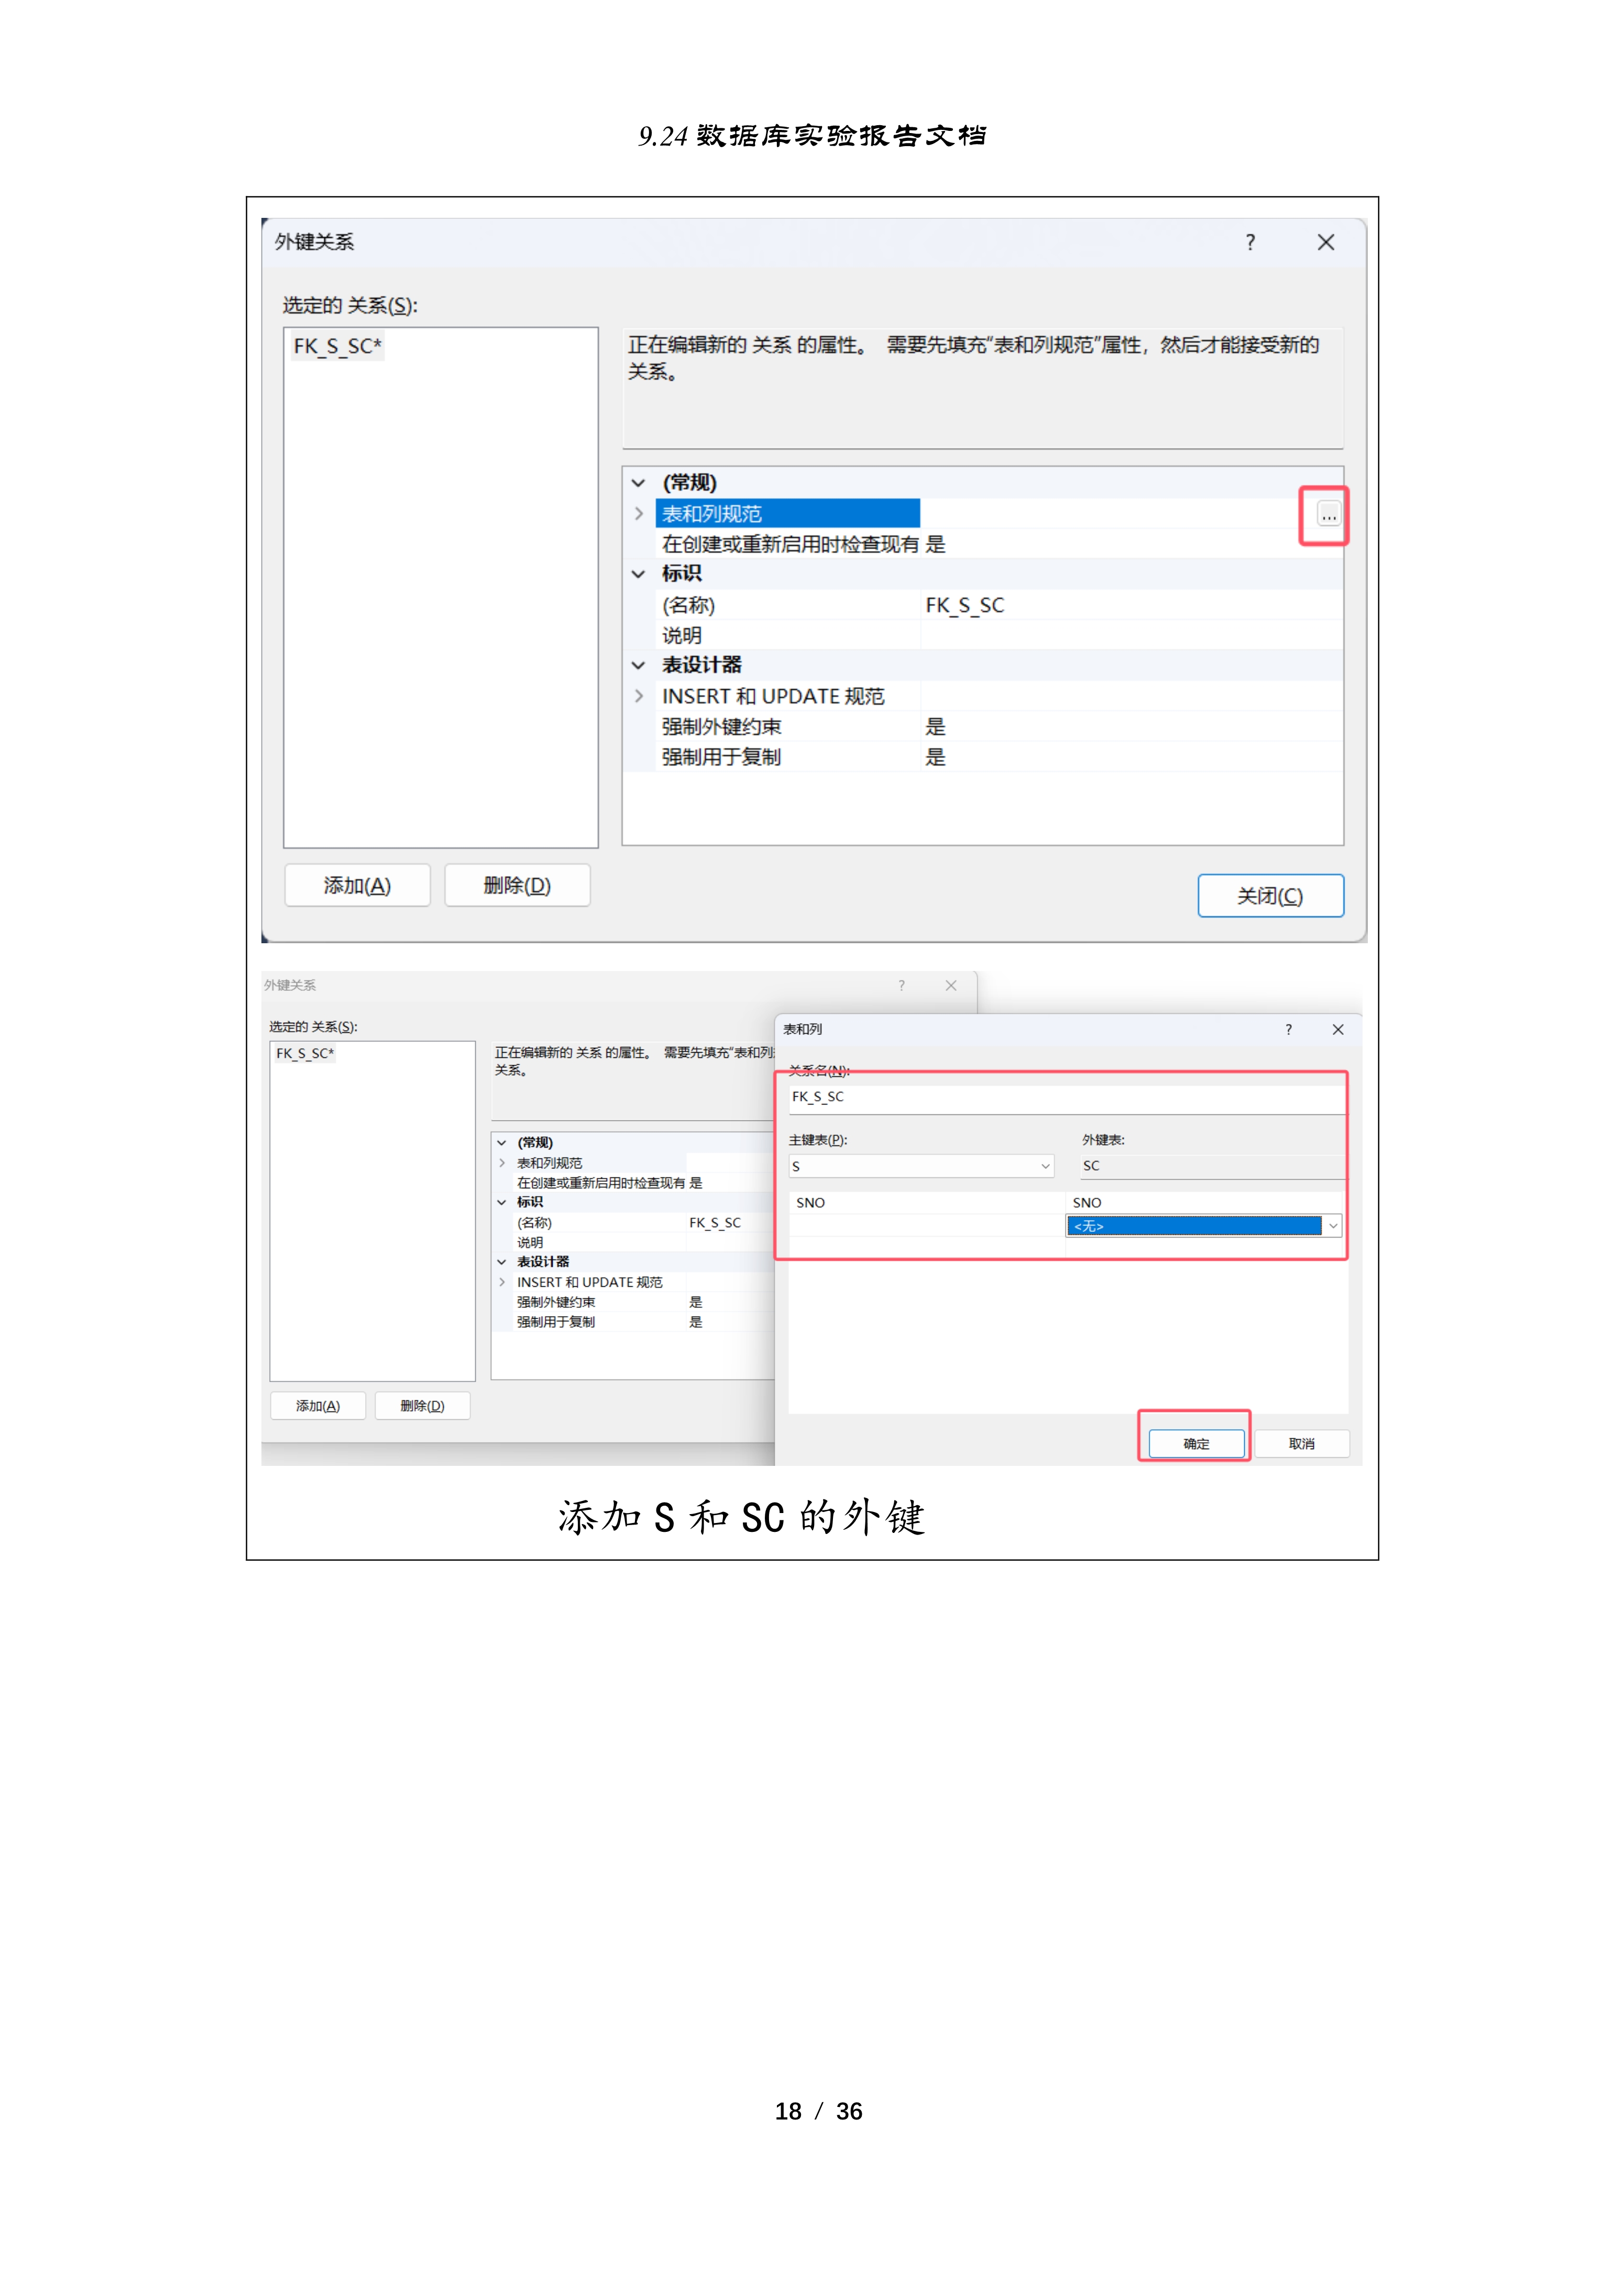 9.24 数据库实验报告文档
外键关系
?
选定的 关系(S):
FK_S_SC*
正在编辑新的 关系 的属性。 需要先填充“表和列规范”属性，然后才能接受新的
关系。
(常规)
表和列规范
...
在创建或重新启用时检查现有 是
标识
(名称) FK_S_SC
说明
表设计器
INSERT 和 UPDATE 规范
强制外键约束 是
强制用于复制 是
添加(A) 删除(D)
关闭(C)
外键关系
?
选定的 关系(S):
FK_S_SC*
正在编辑新的 关系 的属性。 需要先填充“表和列
关系。
(常规)
表和列规范
在创建或重新启用时检查现有 是
标识
(名称) FK_S_SC
说明
表设计器
INSERT 和 UPDATE 规范
强制外键约束 是
强制用于复制 是
添加(A) 删除(D)
表和列
?
关系名(N):
FK_S_SC
主键表(P): 外键表:
S SC
SNO SNO
<无>
确定 取消
添加 S 和 SC 的外键
18 / 36